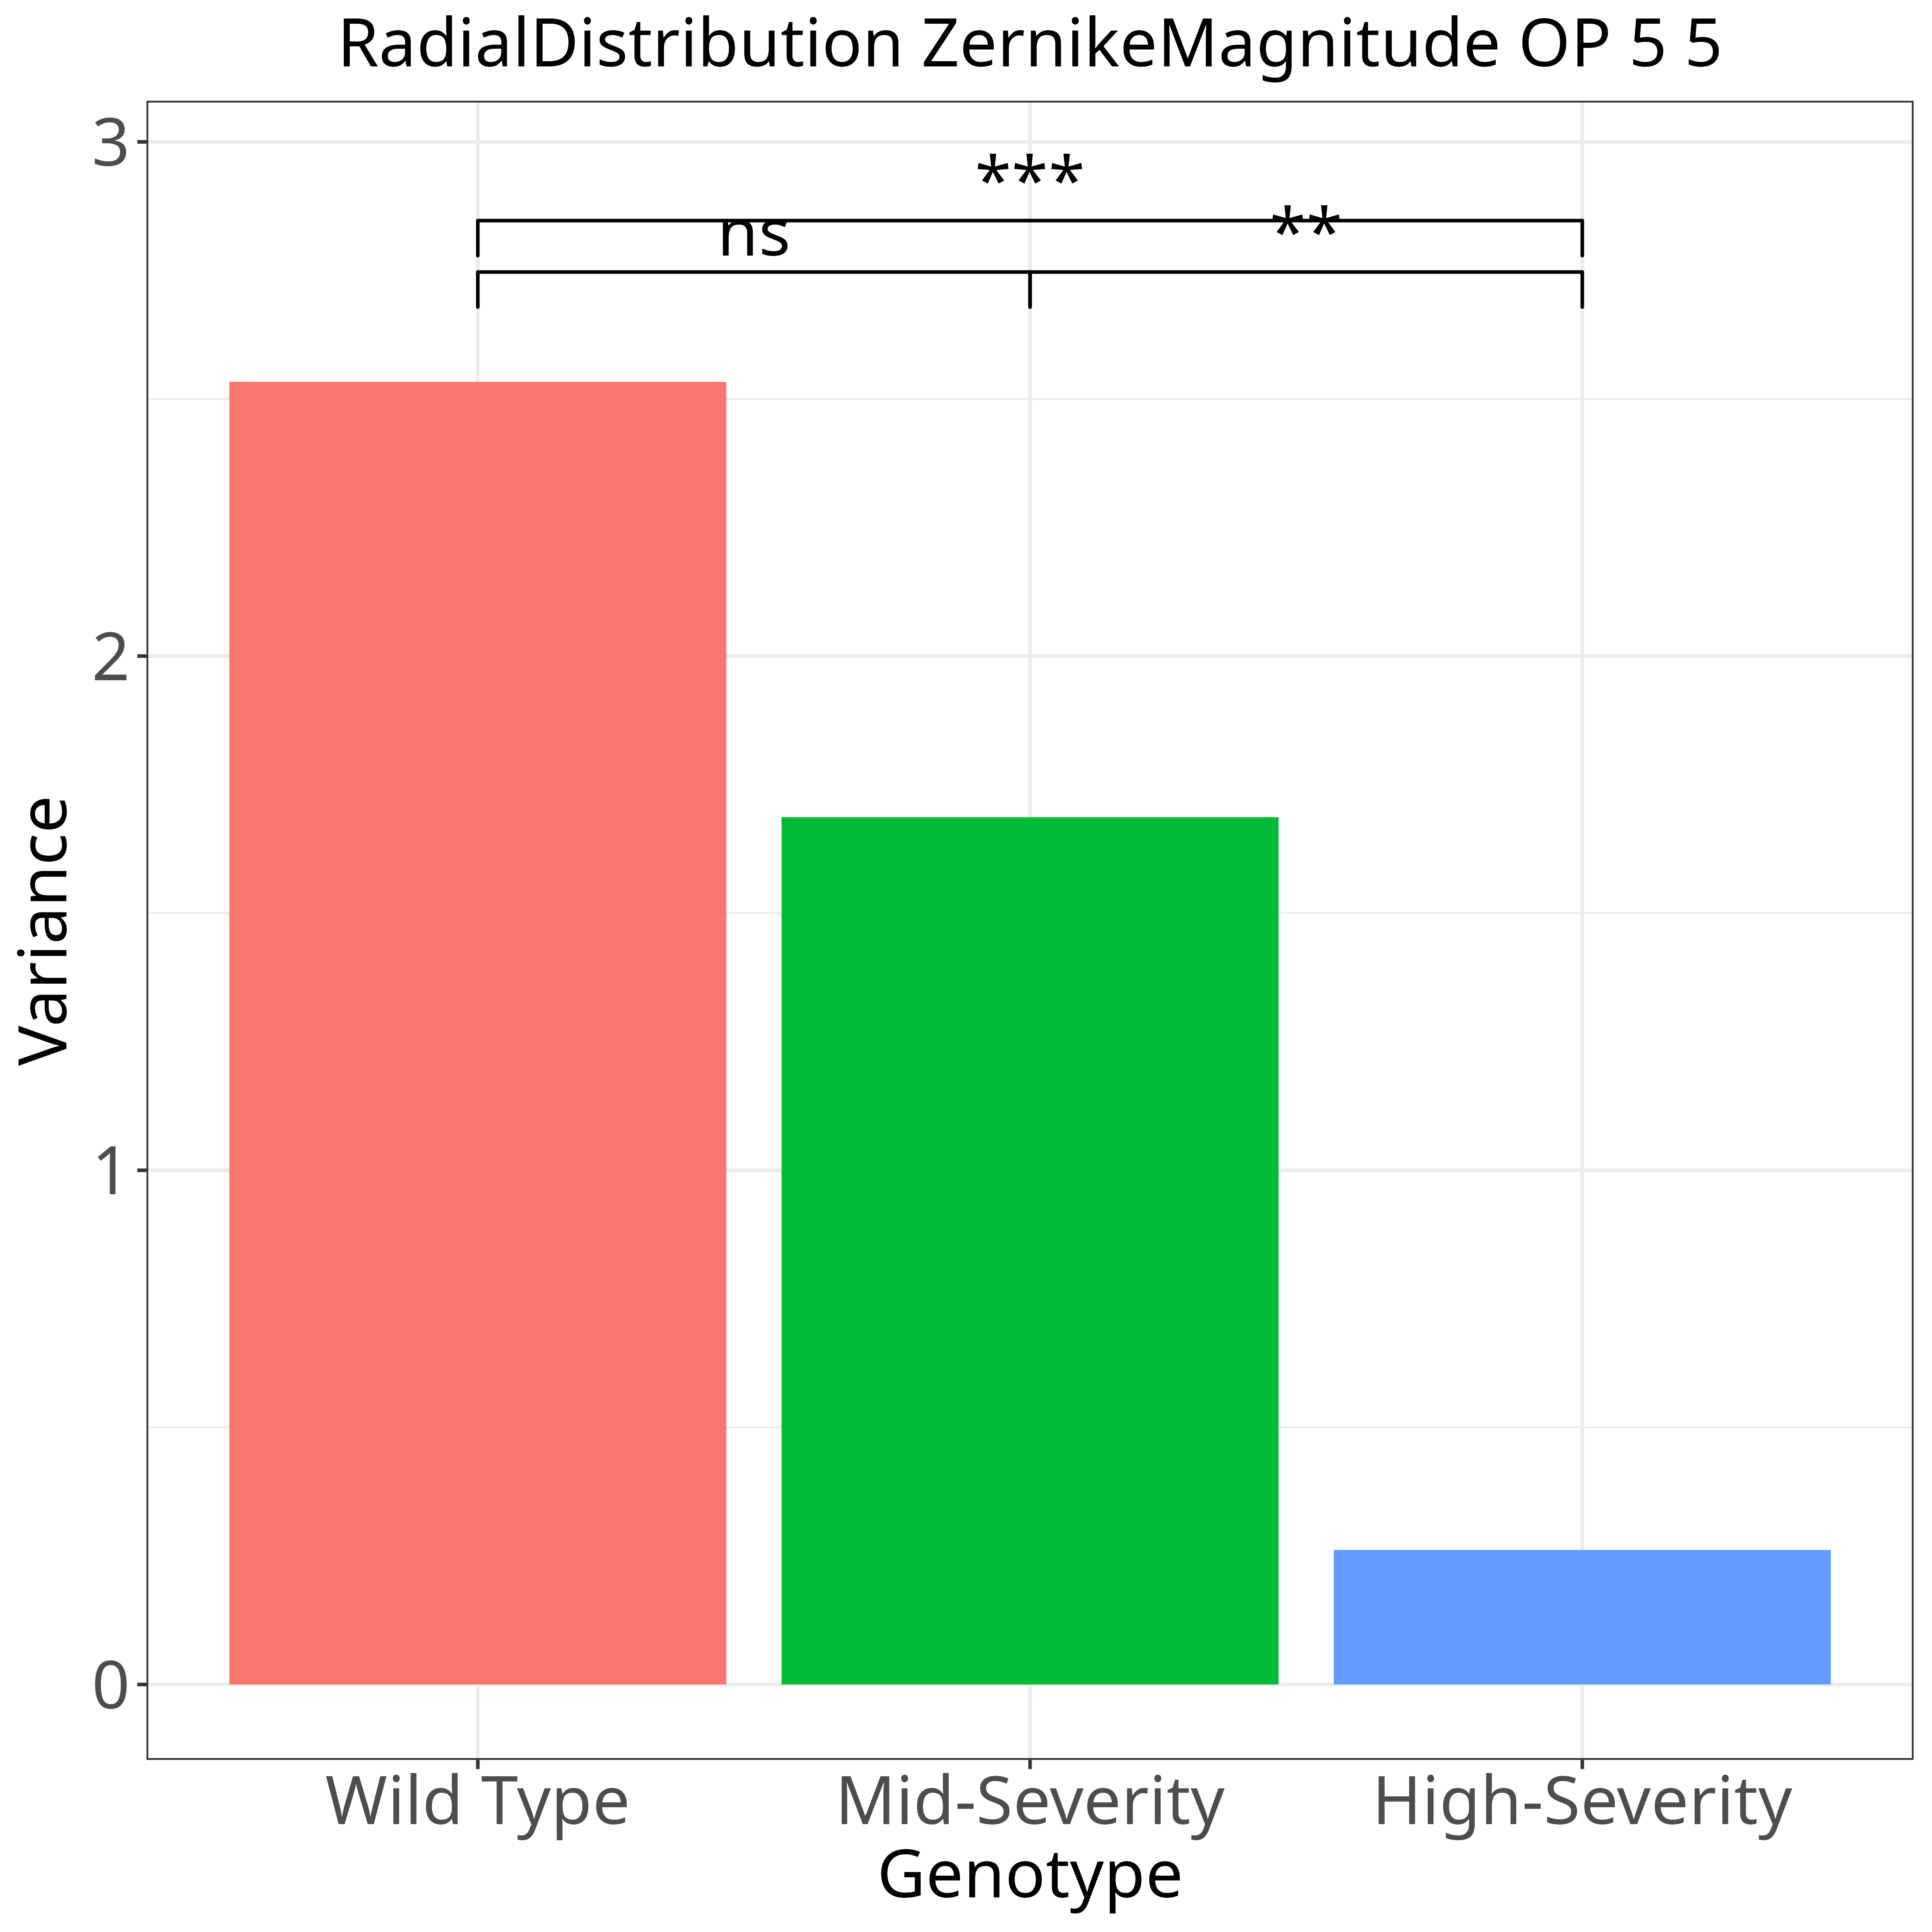 RadialDistribution ZernikeMagnitude OP 5 5
3
***
ns **
2
1
0
Variance
Wild Type Mid-Severity High-Severity
Genotype